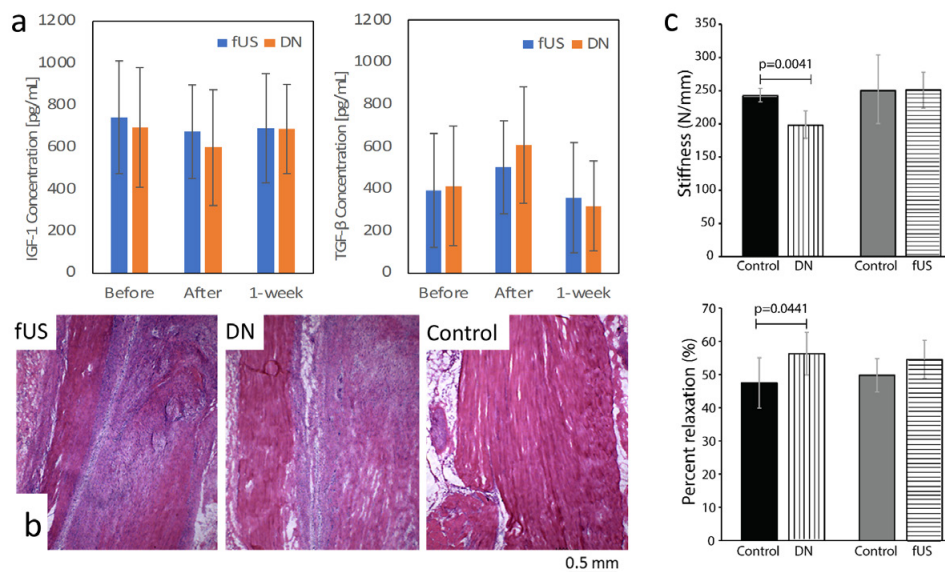 a
1200
1000
800
600
400
200
0
IGF-1 Concentration [pg/mL]
fUS DN
Before After 1-week
1200
1000
800
600
400
200
0
TGF-β Concentration [pg/mL]
fUS DN
Before After 1-week
fUS
DN
Control
b
0.5 mm
c
350
300
250
200
150
100
50
0
Stiffness (N/mm)
p=0.0041
Control DN Control fUS
70
60
50
40
30
20
10
0
Percent relaxation (%)
p=0.0441
Control DN Control fUS